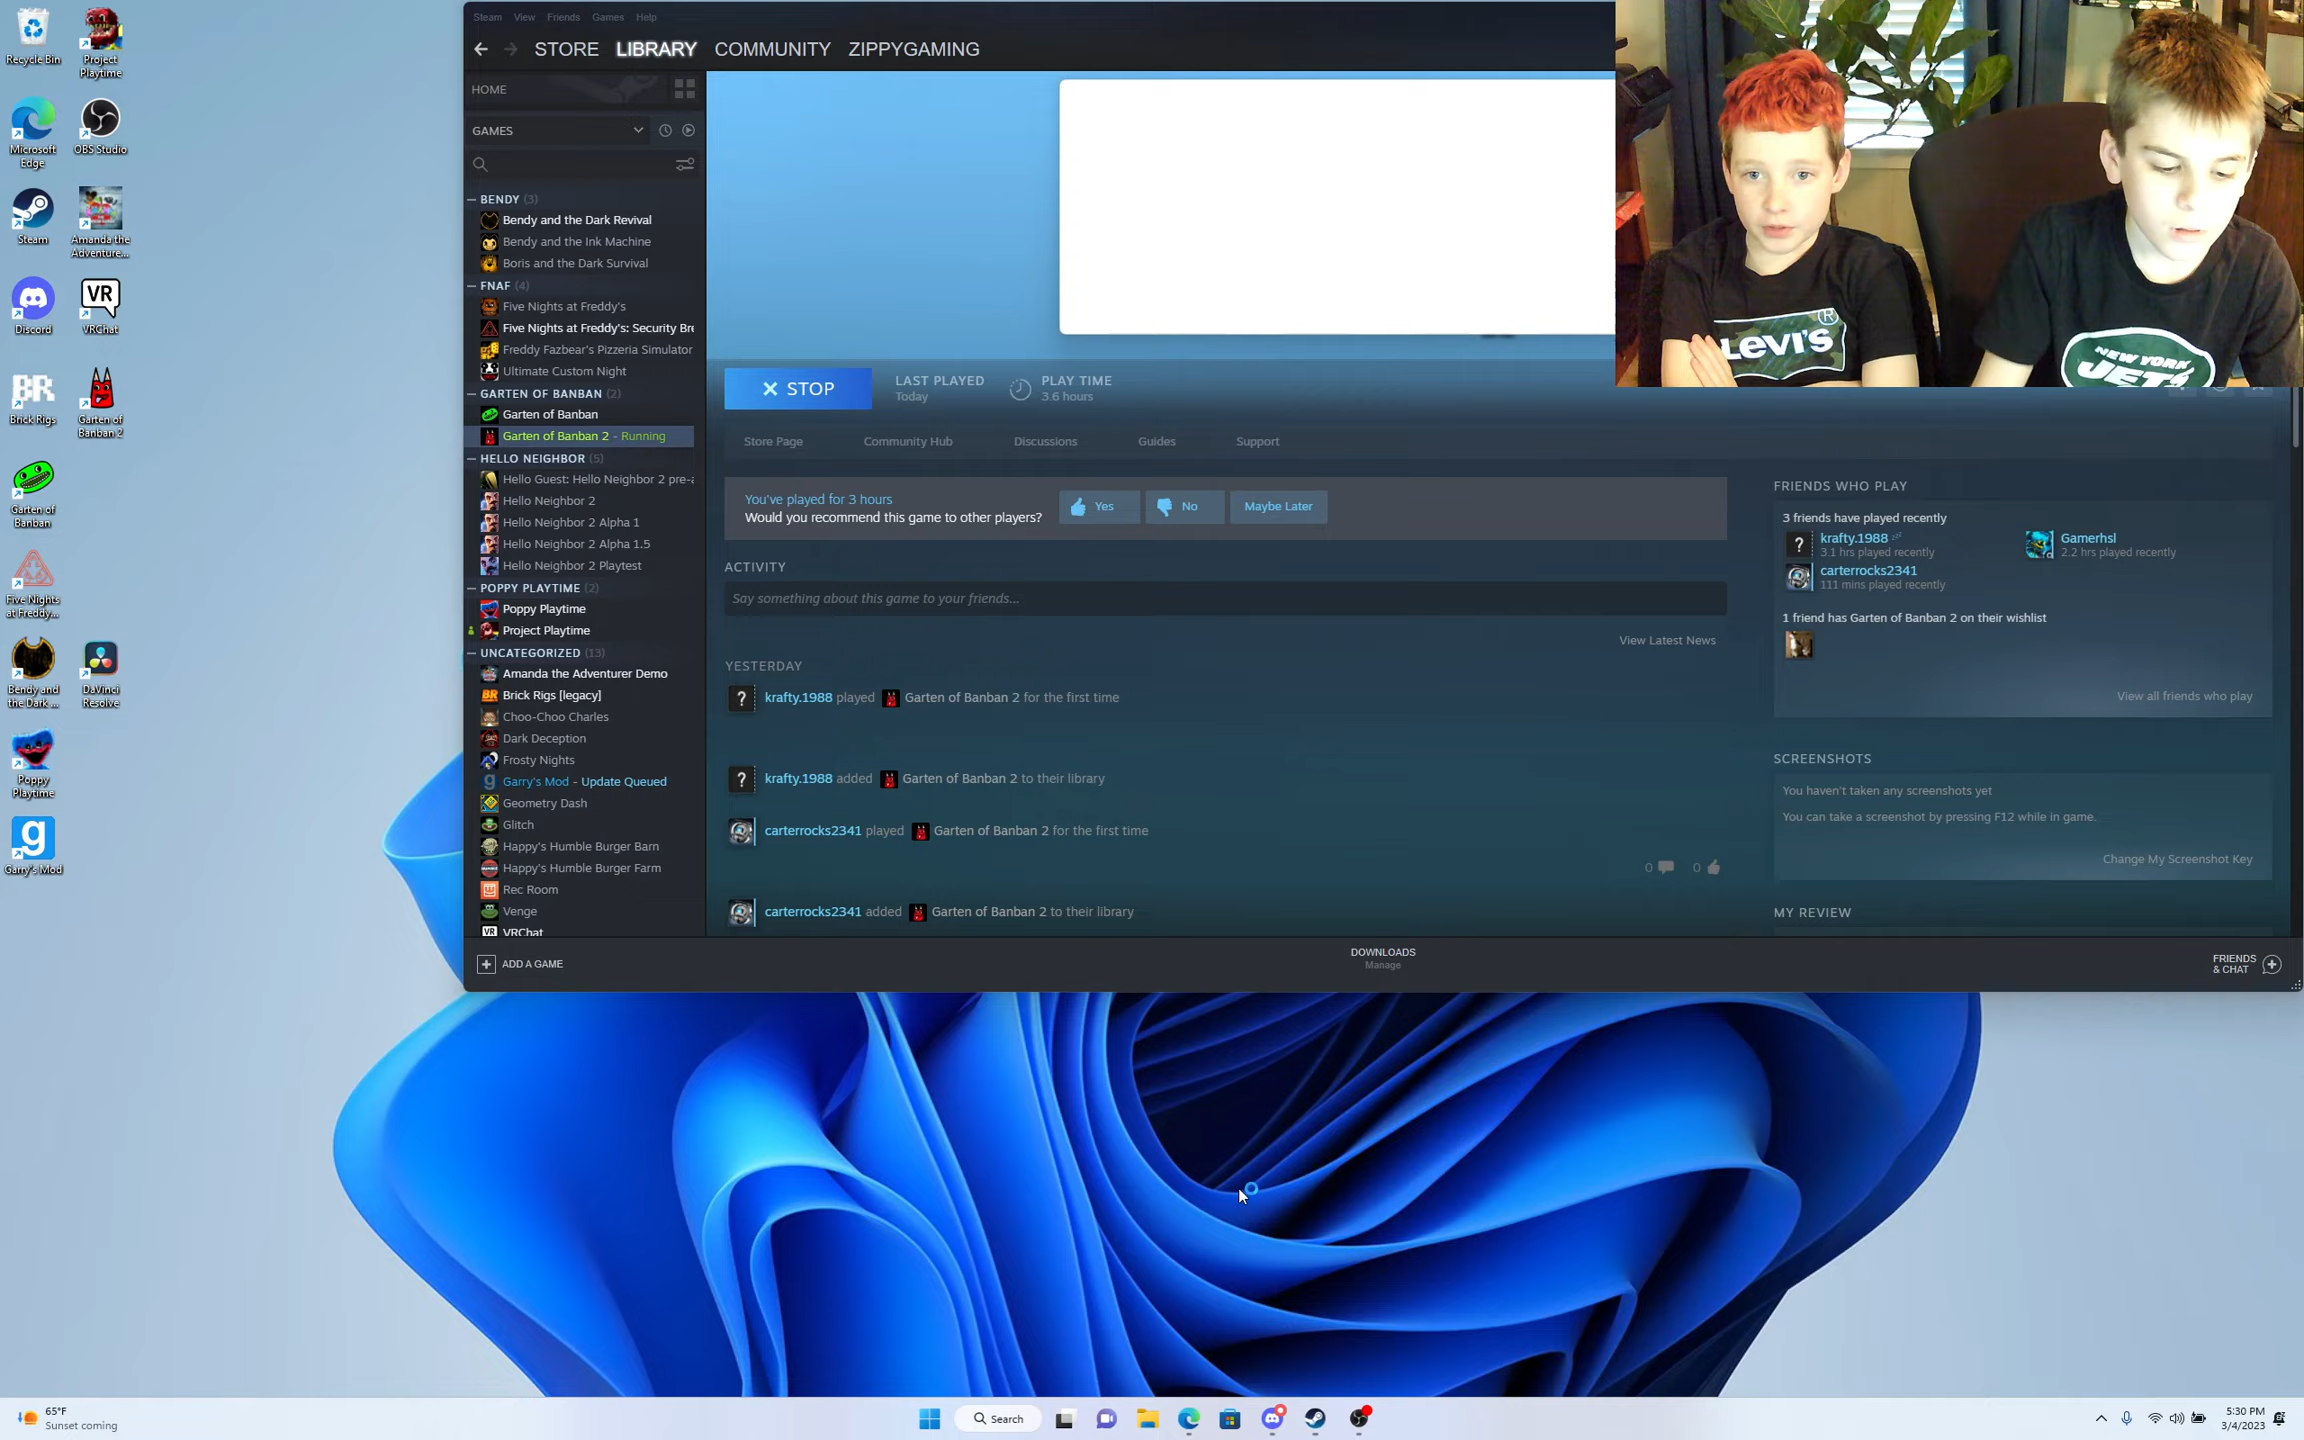 Recycle Bin
Project Playtime
Microsoft Edge
OBS Studio
Steam
Amanda the Adventure...
Discord
VRChat
Brick Rigs
Garten of Banban 2
Garten of Banban
Five Nights at Freddy...
Bendy and the Dark ...
DaVinci Resolve
Poppy Playtime
Garry's Mod
Steam View Friends Games Help
STORE LIBRARY COMMUNITY ZIPPYGAMING
HOME
GAMES
BENDY (3)
Bendy and the Dark Revival
Bendy and the Ink Machine
Boris and the Dark Survival
FNAF (4)
Five Nights at Freddy's
Five Nights at Freddy's: Security Bre
Freddy Fazbear's Pizzeria Simulator
Ultimate Custom Night
GARTEN OF BANBAN (2)
Garten of Banban
Garten of Banban 2 - Running
HELLO NEIGHBOR (5)
Hello Guest: Hello Neighbor 2 pre-a
Hello Neighbor 2
Hello Neighbor 2 Alpha 1
Hello Neighbor 2 Alpha 1.5
Hello Neighbor 2 Playtest
POPPY PLAYTIME (2)
Poppy Playtime
Project Playtime
UNCATEGORIZED (13)
Amanda the Adventurer Demo
Brick Rigs [legacy]
Choo-Choo Charles
Dark Deception
Frosty Nights
Garry's Mod - Update Queued
Geometry Dash
Glitch
Happy's Humble Burger Barn
Happy's Humble Burger Farm
Rec Room
Venge
VRChat
ADD A GAME
STOP
LAST PLAYED
Today
PLAY TIME
3.6 hours
Store Page Community Hub Discussions Guides Support
You've played for 3 hours
Would you recommend this game to other players?
Yes No Maybe Later
ACTIVITY
Say something about this game to your friends...
View Latest News
YESTERDAY
krafty.1988 played Garten of Banban 2 for the first time
krafty.1988 added Garten of Banban 2 to their library
carterrocks2341 played Garten of Banban 2 for the first time
0 0
carterrocks2341 added Garten of Banban 2 to their library
FRIENDS WHO PLAY
3 friends have played recently
krafty.1988
3.1 hrs played recently
Gamerhsl
2.2 hrs played recently
carterrocks2341
111 mins played recently
1 friend has Garten of Banban 2 on their wishlist
View all friends who play
SCREENSHOTS
You haven't taken any screenshots yet
You can take a screenshot by pressing F12 while in game.
Change My Screenshot Key
MY REVIEW
DOWNLOADS
Manage
FRIENDS
& CHAT
LEVI'S
NEW YORK
JETS
65°F
Sunset coming
Search
5:30 PM
3/4/2023